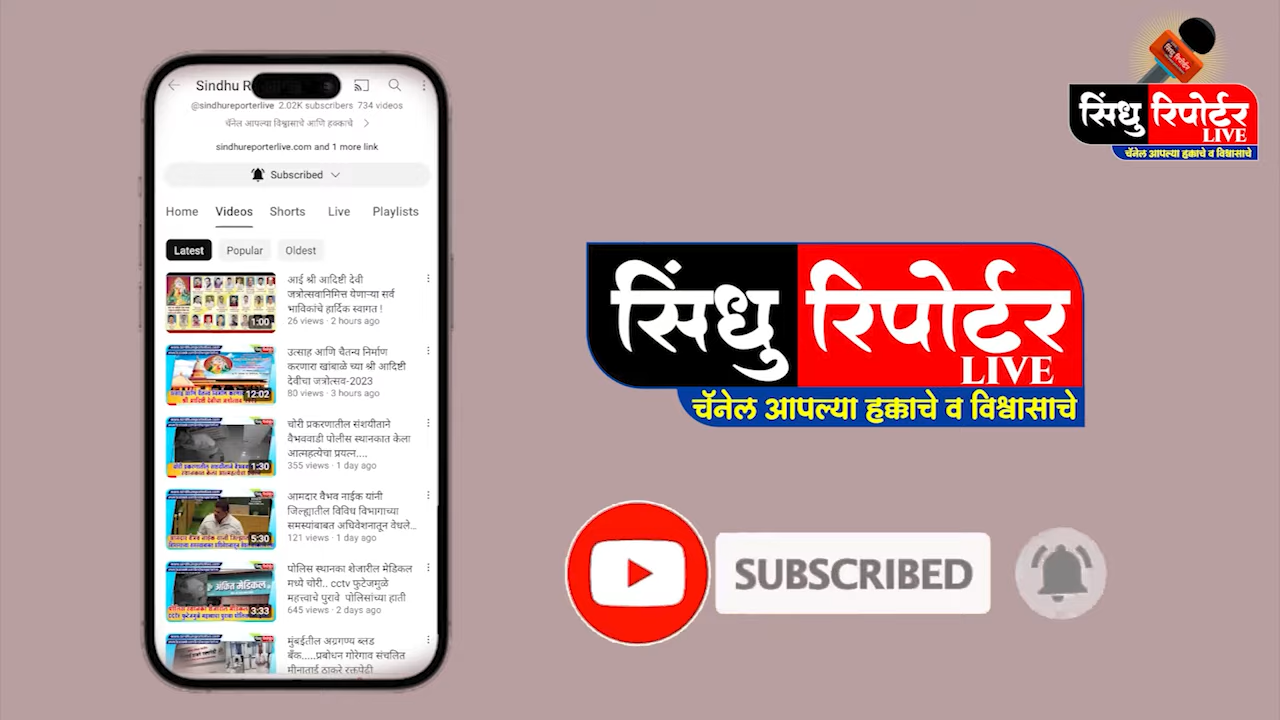 Sindhu R
@sindhureporterlive 2.02K subscribers 734 videos
चॅनेल आपल्या विश्वासाचे आणि हक्काचे
sindhureporterlive.com and 1 more link
Subscribed
Home Videos Shorts Live Playlists
Latest Popular Oldest
आई श्री आदिष्टी देवी
जत्रोत्सवानिमित्त येणाऱ्या सर्व
भाविकांचे हार्दिक स्वागत !
26 views · 2 hours ago
1:00
उत्साह आणि चैतन्य निर्माण
करणारा खांबाळे च्या श्री आदिष्टी
देवीचा जत्रोत्सव-2023
80 views · 3 hours ago
12:02
चोरी प्रकरणातील संशयीताने
वैभववाडी पोलीस स्थानकात केला
आत्महत्येचा प्रयत्न....
355 views · 1 day ago
1:30
आमदार वैभव नाईक यांनी
जिल्ह्यातील विविध विभागाच्या
समस्यांबाबत अधिवेशनातून वेधले...
121 views · 1 day ago
5:30
पोलिस स्थानका शेजारील मेडिकल
मध्ये चोरी.. cctv फुटेजमुळे
महत्त्वाचे पुरावे पोलिसांच्या हाती
645 views · 2 days ago
अंकित मेडिकल
3:33
मुंबईतील अग्रगण्य ब्लड
बँक.....प्रबोधन गोरेगाव संचलित
मीनाताई ठाकरे रक्तपेढी
सिंधु रिपोर्टर
LIVE
चॅनेल आपल्या हक्काचे व विश्वासाचे
SUBSCRIBED
सिंधु रिपोर्टर
LIVE
चॅनेल आपल्या हक्काचे व विश्वासाचे